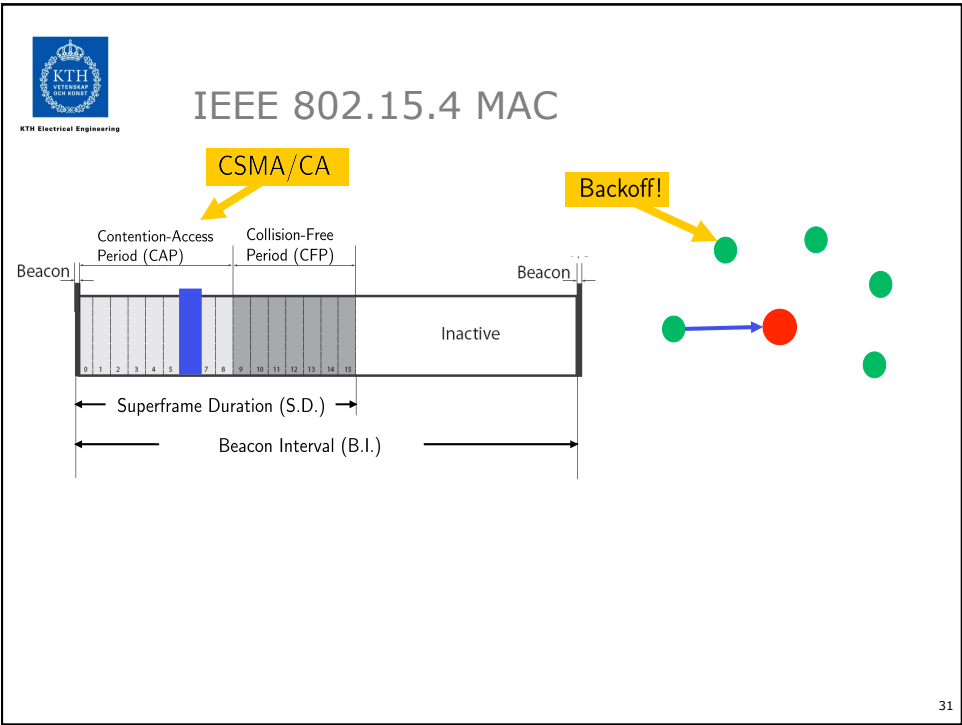 KTH
VETENSKAP
OCH KONST
KTH Electrical Engineering
IEEE 802.15.4 MAC
CSMA/CA
Backoff!
Contention-Access
Period (CAP)
Collision-Free
Period (CFP)
Beacon
Beacon
Inactive
0 1 2 3 4 5 7 8 9 10 11 12 13 14 15
Superframe Duration (S.D.)
Beacon Interval (B.I.)
31